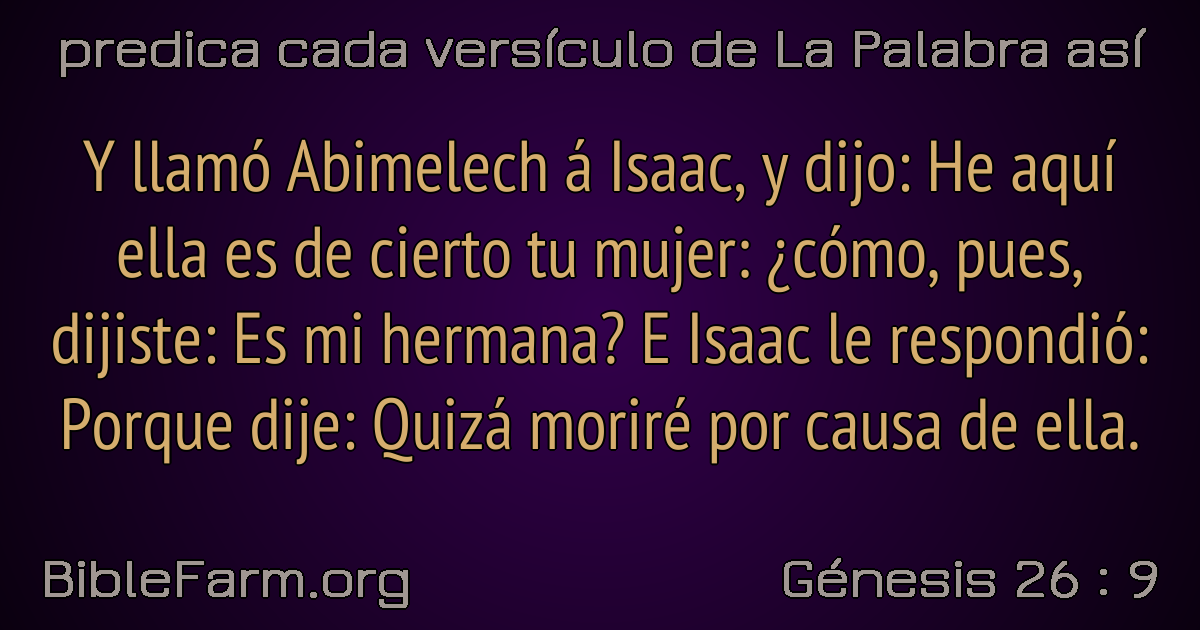 predica cada versículo de La Palabra así
Y llamó Abimelech á Isaac, y dijo: He aquí
ella es de cierto tu mujer: ¿cómo, pues,
dijiste: Es mi hermana? E Isaac le respondió:
Porque dije: Quizá moriré por causa de ella.
BibleFarm.org
Génesis 26 : 9